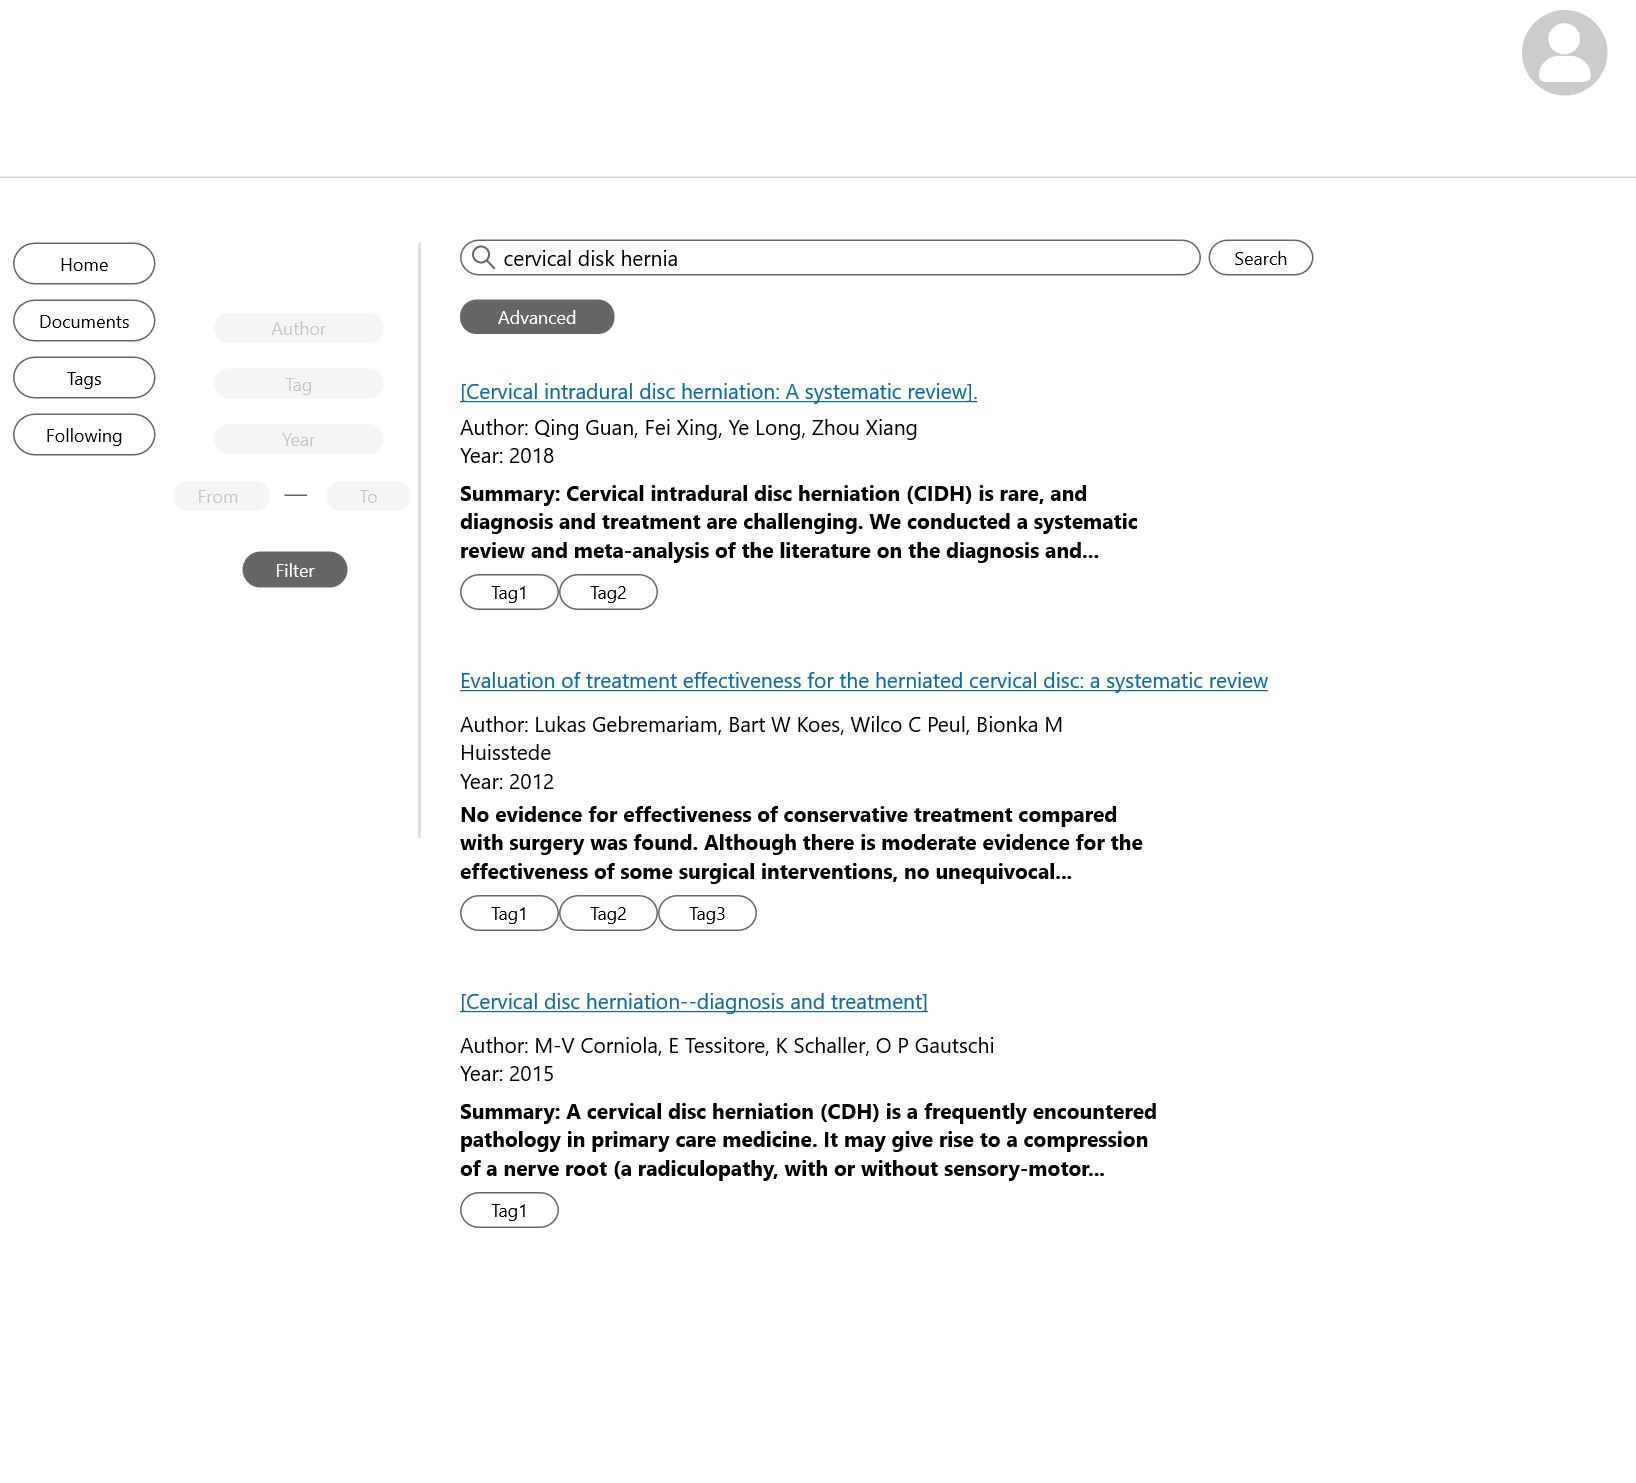 Home
Documents
Tags
Following
Author
Tag
Year
From — To
Filter
cervical disk hernia
Search
Advanced
[Cervical intradural disc herniation: A systematic review].
Author: Qing Guan, Fei Xing, Ye Long, Zhou Xiang
Year: 2018
Summary: Cervical intradural disc herniation (CIDH) is rare, and
diagnosis and treatment are challenging. We conducted a systematic
review and meta-analysis of the literature on the diagnosis and...
Tag1 Tag2
Evaluation of treatment effectiveness for the herniated cervical disc: a systematic review
Author: Lukas Gebremariam, Bart W Koes, Wilco C Peul, Bionka M
Huisstede
Year: 2012
No evidence for effectiveness of conservative treatment compared
with surgery was found. Although there is moderate evidence for the
effectiveness of some surgical interventions, no unequivocal...
Tag1 Tag2 Tag3
[Cervical disc herniation--diagnosis and treatment]
Author: M-V Corniola, E Tessitore, K Schaller, O P Gautschi
Year: 2015
Summary: A cervical disc herniation (CDH) is a frequently encountered
pathology in primary care medicine. It may give rise to a compression
of a nerve root (a radiculopathy, with or without sensory-motor...
Tag1